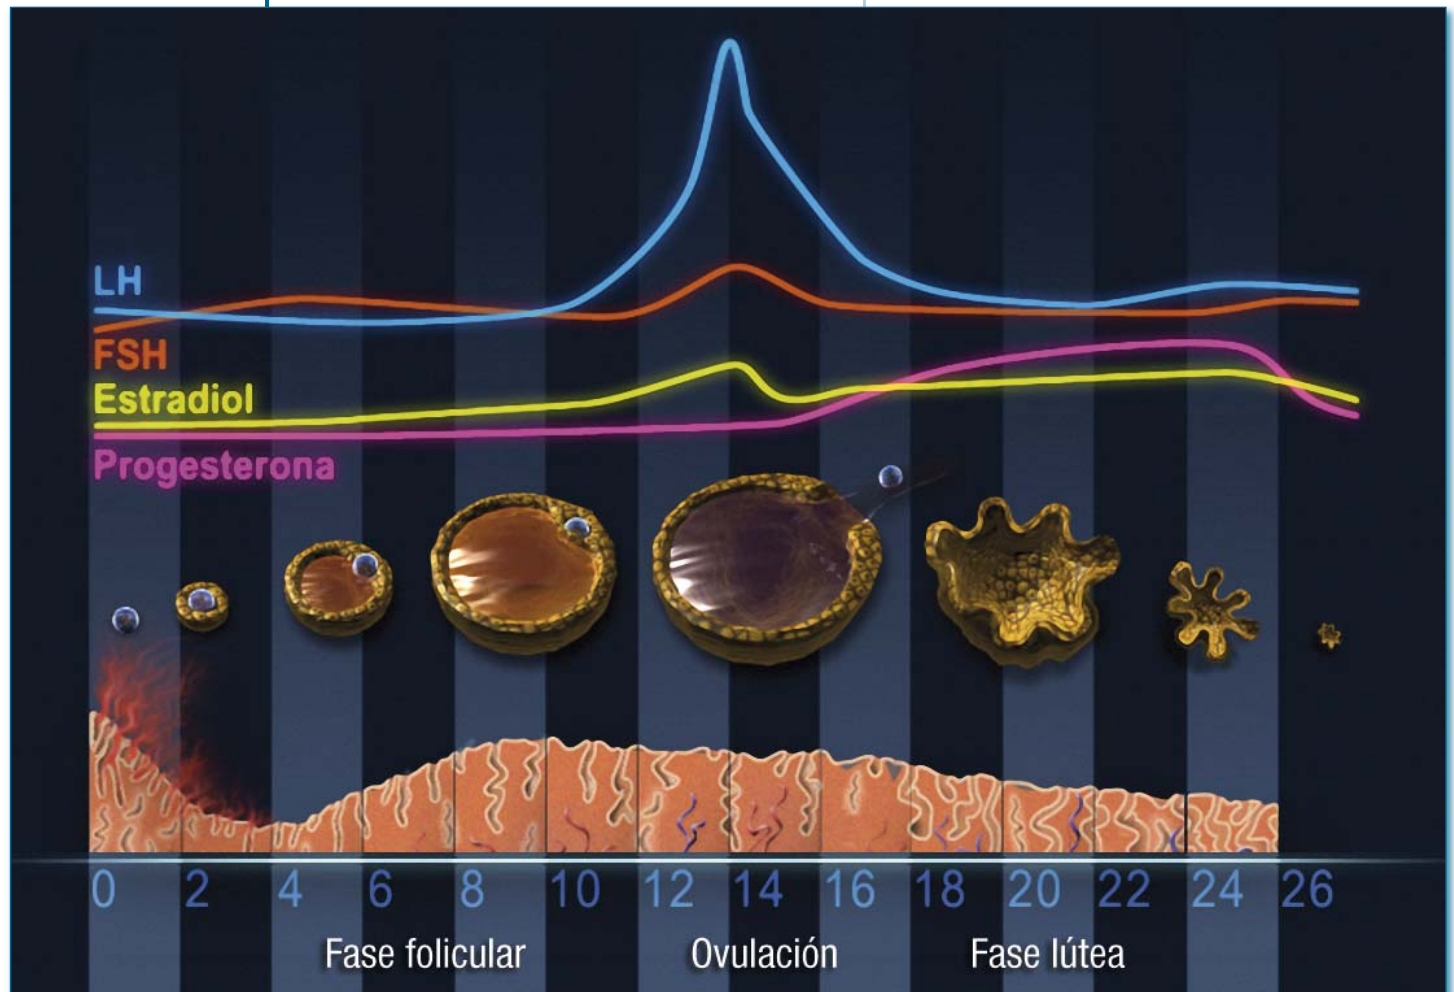 LH
FSH
Estradiol
Progesterona
0 2 4 6 8 10 12 14 16 18 20 22 24 26
Fase folicular Ovulación Fase lútea